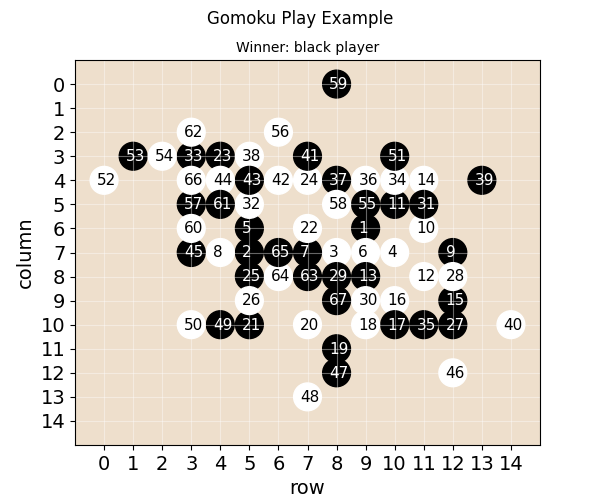 Gomoku Play Example
Winner: black player
0 59
1
2 62 56
3 53 54 33 23 38 41 51
4 52 66 44 43 42 24 37 36 34 14 39
5 57 61 32 58 55 11 31
6 60 5 22 1 10
7 45 8 2 65 7 3 6 4 9
8 25 64 63 29 13 12 28
9 26 67 30 16 15
10 50 49 21 20 18 17 35 27 40
11 19
12 47 46
13 48
14
column
0 1 2 3 4 5 6 7 8 9 10 11 12 13 14
row